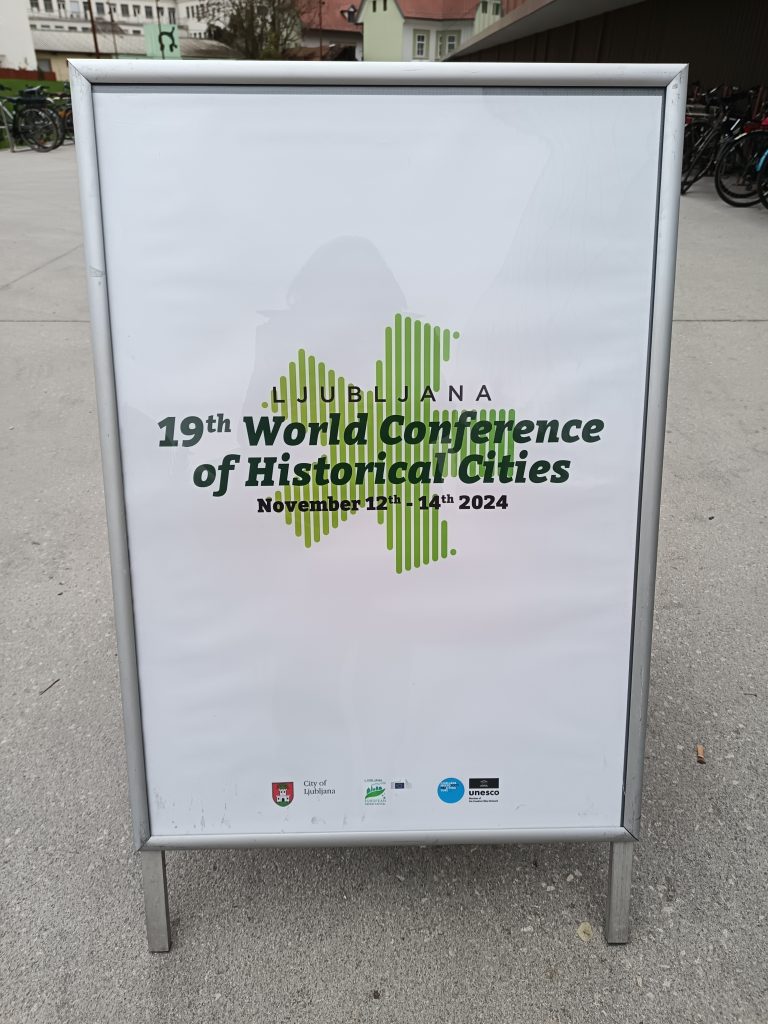 LJUBLJANA
19th World Conference
of Historical Cities
November 12th - 14th 2024
City of
Ljubljana
unesco